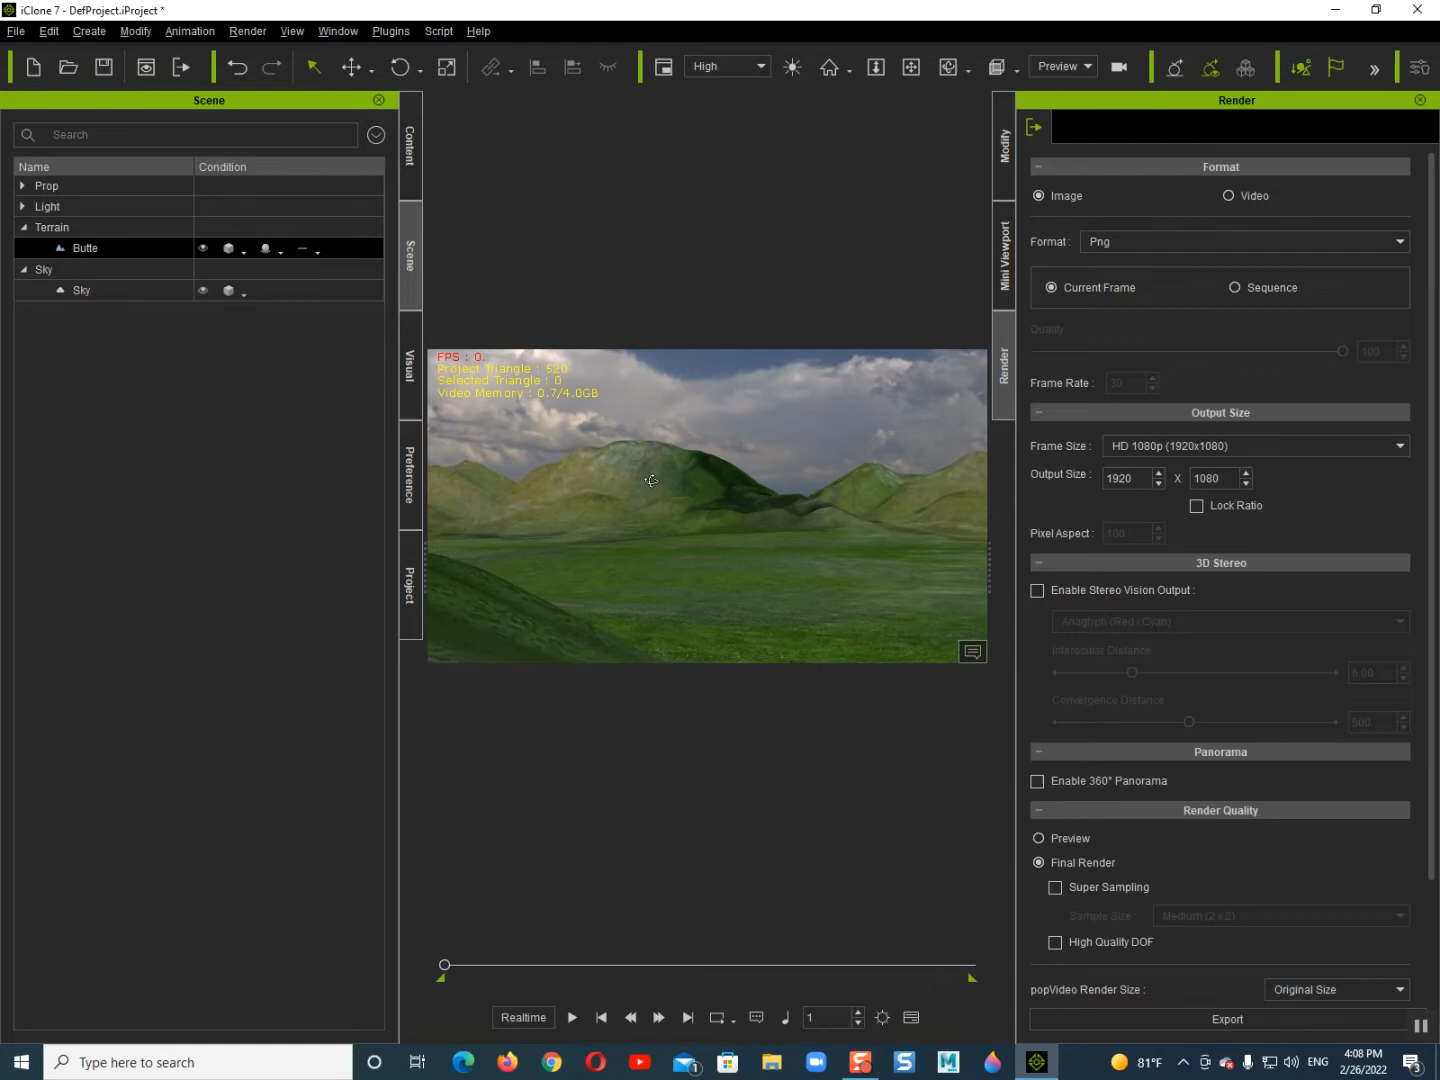 iClone 7 - DefProject.iProject *
File Edit Create Modify Animation Render View Window Plugins Script Help
High
Preview
Scene
Search
Name Condition
Prop
Light
Terrain
Butte
Sky
Sky
Content
Scene
Visual
Preference
Project
FPS : 0.
Project Triangle : 520
Selected Triangle : 0
Video Memory : 0.7/4.0GB
Realtime
1
Modify
Mini Viewport
Render
Render
Format
Image Video
Format : Png
Current Frame Sequence
Quality
100
Frame Rate : 30
Output Size
Frame Size : HD 1080p (1920x1080)
Output Size : 1920 X 1080
Lock Ratio
Pixel Aspect : 100
3D Stereo
Enable Stereo Vision Output :
Anaglyph (Red / Cyan)
Interocular Distance
6.00
Convergence Distance
500
Panorama
Enable 360° Panorama
Render Quality
Preview
Final Render
Super Sampling
Sample Size : Medium (2 x 2)
High Quality DOF
popVideo Render Size : Original Size
Export
Type here to search
1
81°F
ENG
4:08 PM
2/26/2022
3